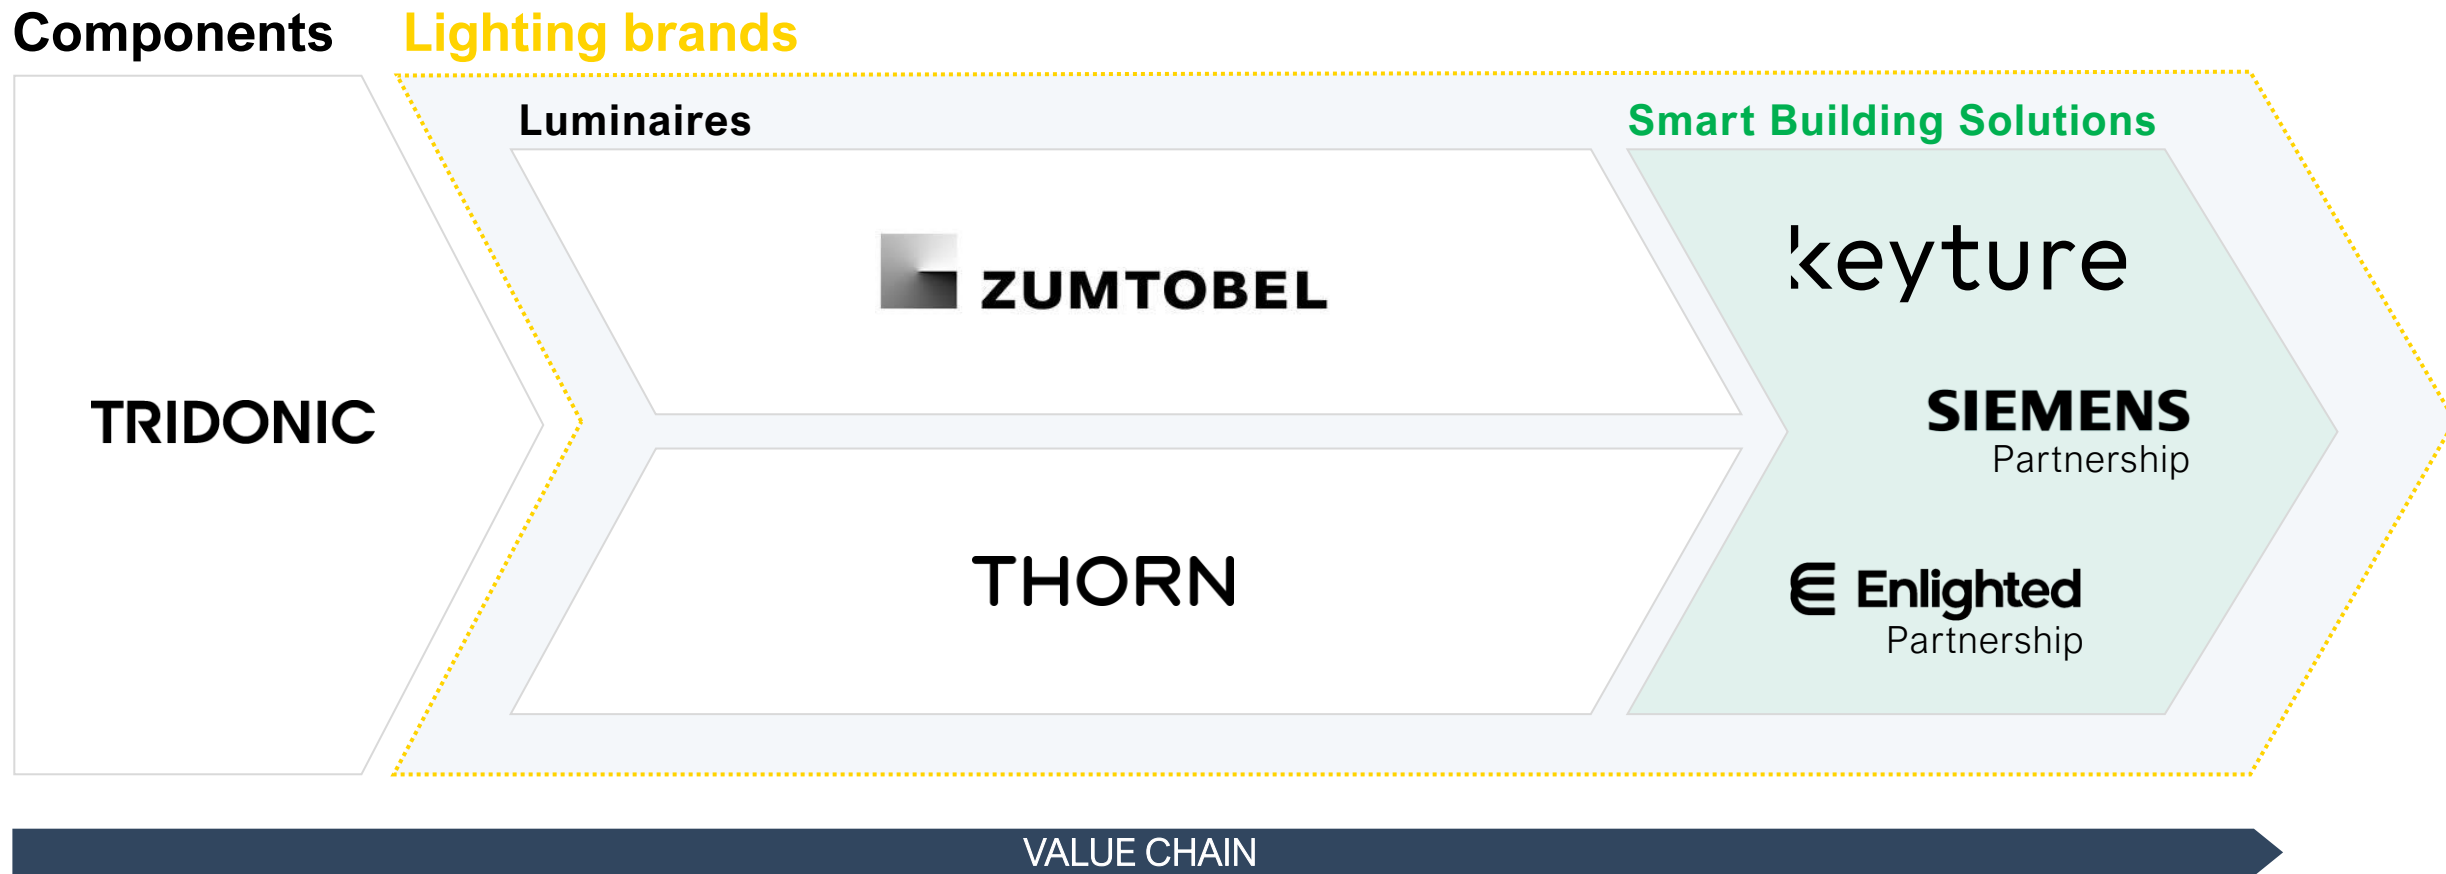 Components
Lighting brands
Luminaires
Smart Building Solutions
TRIDONIC
ZUMTOBEL
THORN
keyture
SIEMENS
Partnership
Enlighted
Partnership
VALUE CHAIN